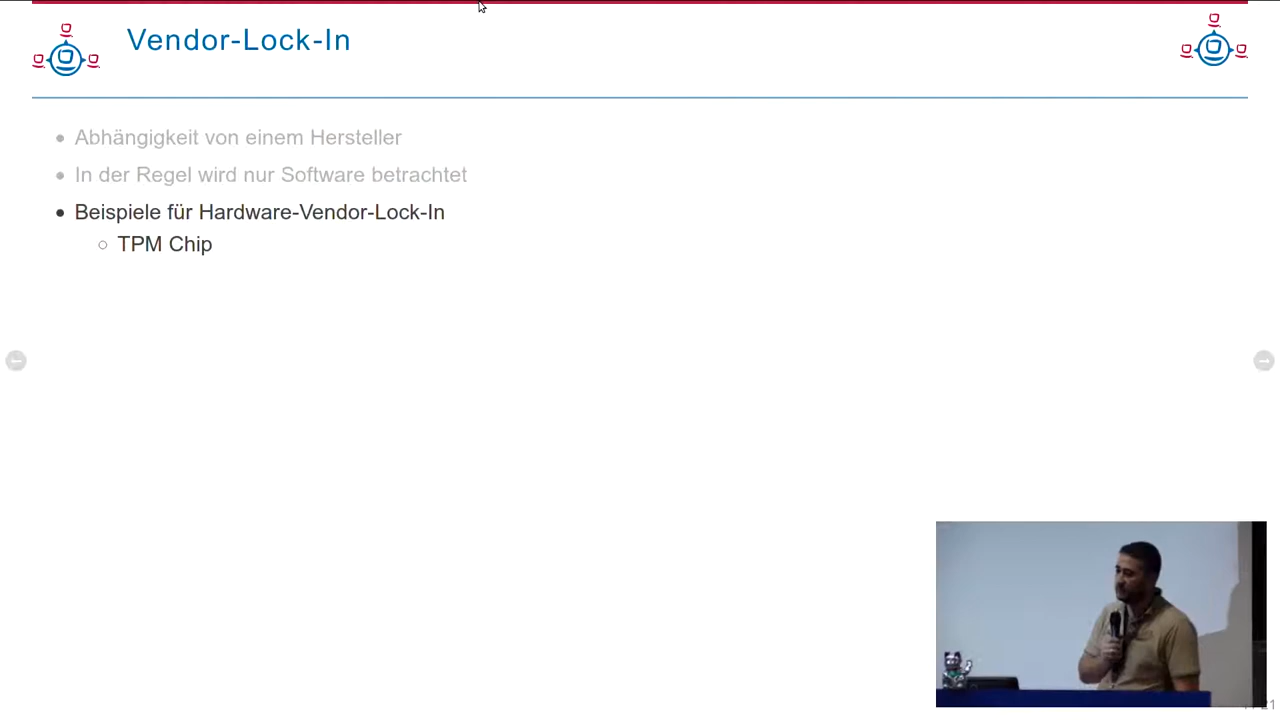 Vendor-Lock-In
Abhängigkeit von einem Hersteller
In der Regel wird nur Software betrachtet
Beispiele für Hardware-Vendor-Lock-In
TPM Chip